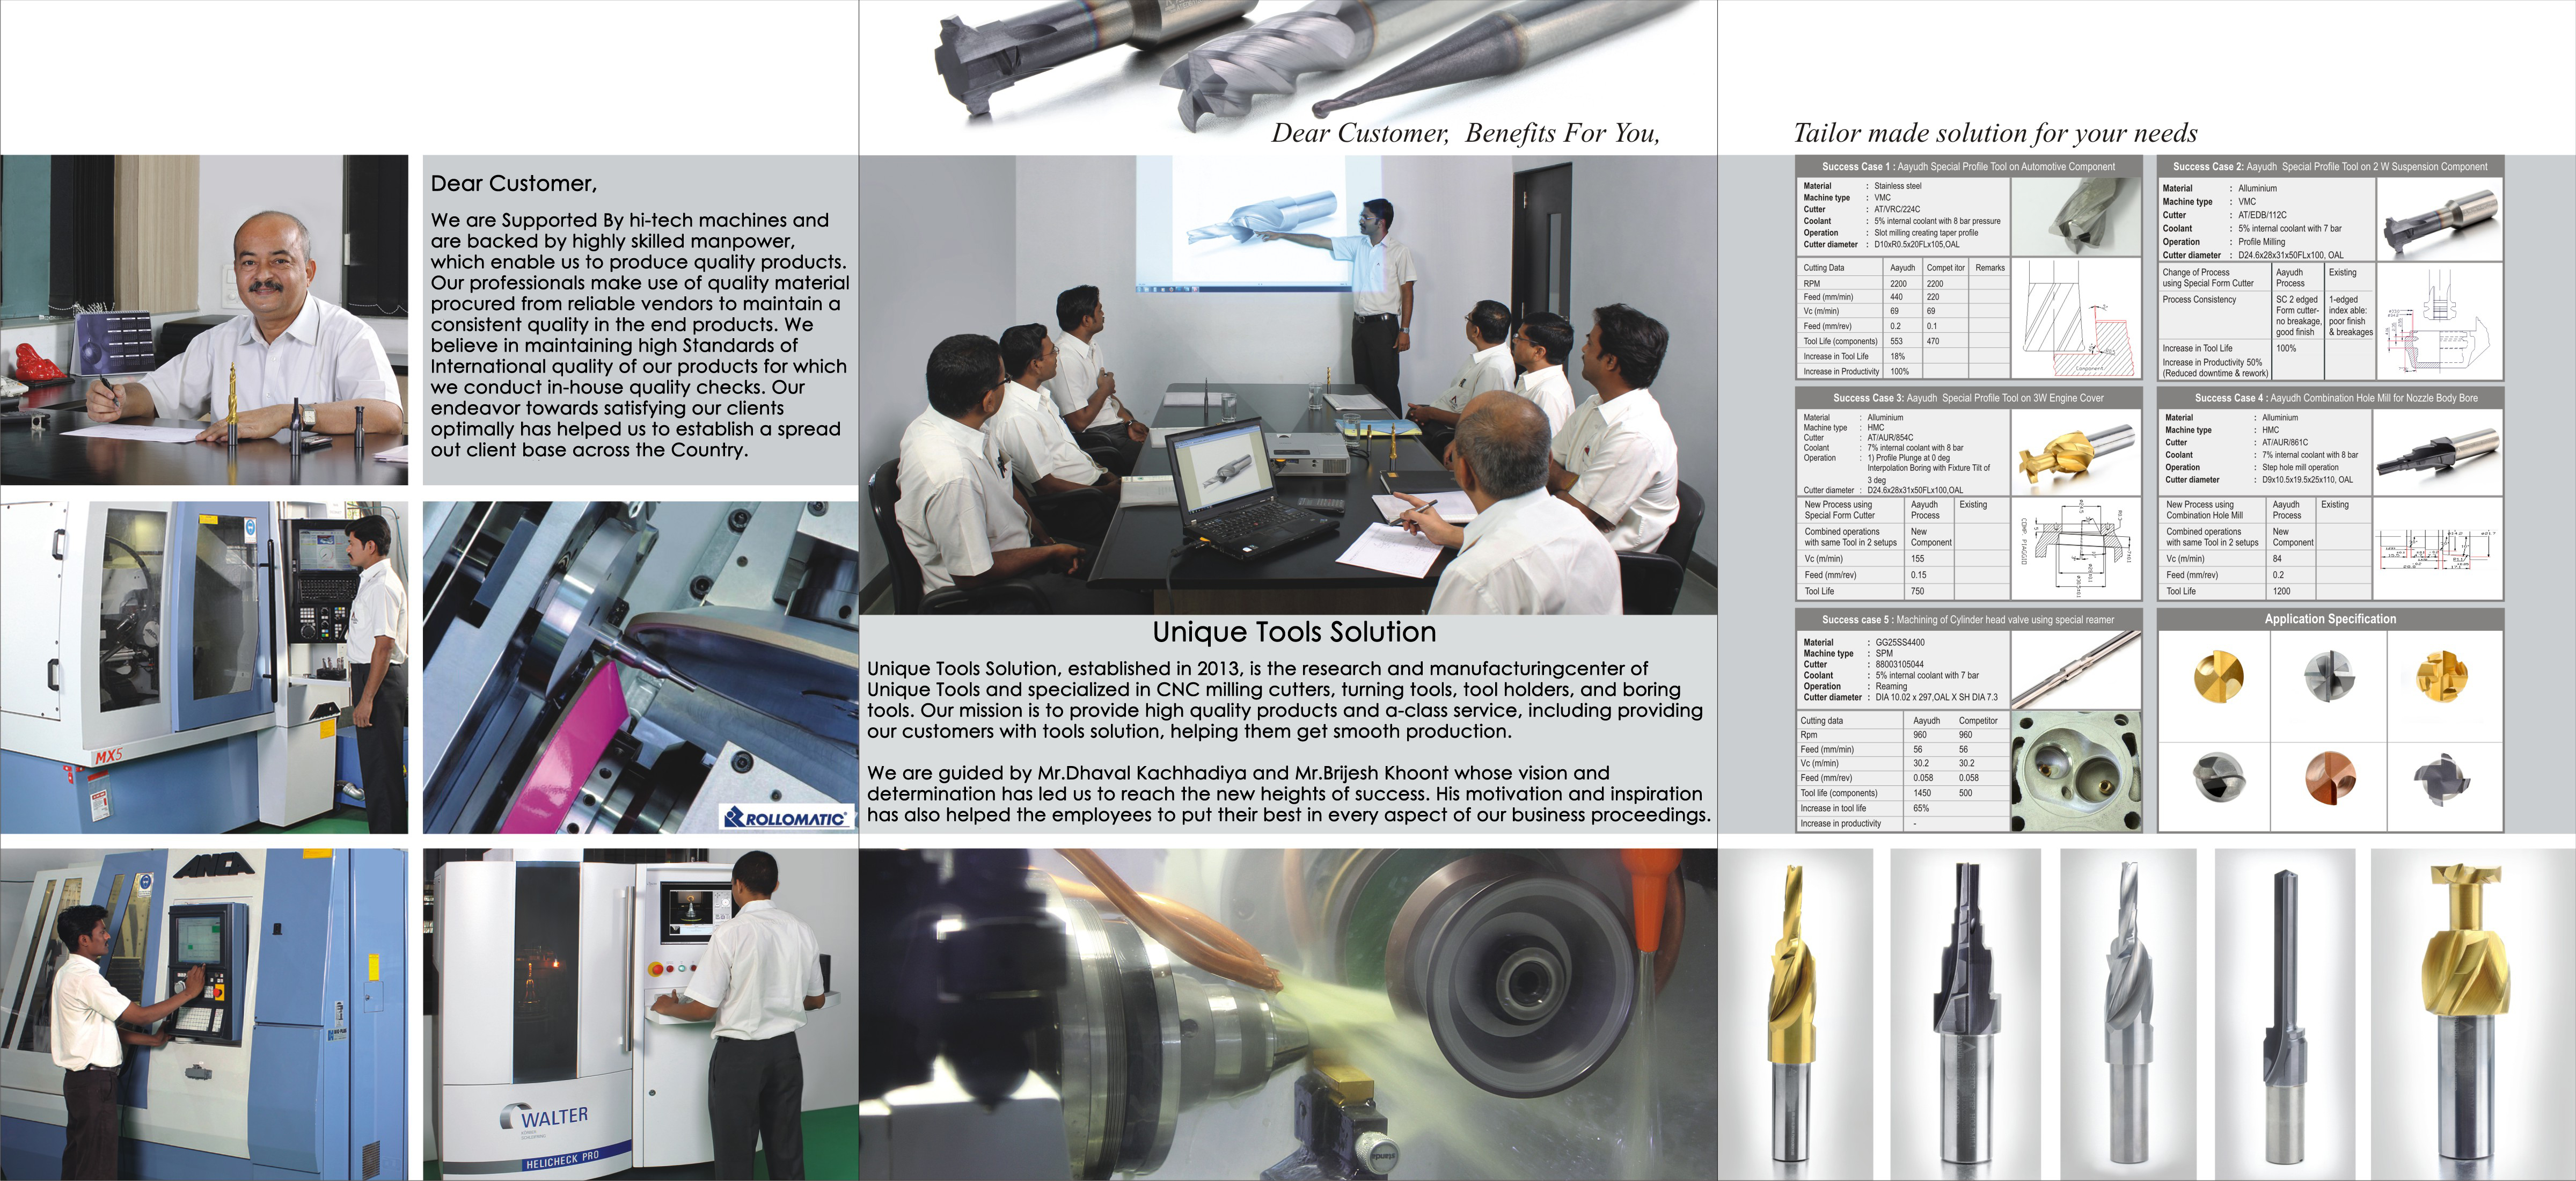 Dear Customer,
We are Supported By hi-tech machines and
are backed by highly skilled manpower,
which enable us to produce quality products.
Our professionals make use of quality material
procured from reliable vendors to maintain a
consistent quality in the end products. We
believe in maintaining high Standards of
International quality of our products for which
we conduct in-house quality checks. Our
endeavor towards satisfying our clients
optimally has helped us to establish a spread
out client base across the Country.
MX5
ROLLOMATIC
ANCA
WALTER
HELICHECK PRO
Dear Customer, Benefits For You,
Unique Tools Solution
Unique Tools Solution, established in 2013, is the research and manufacturingcenter of
Unique Tools and specialized in CNC milling cutters, turning tools, tool holders, and boring
tools. Our mission is to provide high quality products and a-class service, including providing
our customers with tools solution, helping them get smooth production.
We are guided by Mr.Dhaval Kachhadiya and Mr.Brijesh Khoont whose vision and
determination has led us to reach the new heights of success. His motivation and inspiration
has also helped the employees to put their best in every aspect of our business proceedings.
Tailor made solution for your needs
Success Case 1 : Aayudh Special Profile Tool on Automotive Component
Material : Stainless steel
Machine type : VMC
Cutter : AT/VRC/224C
Coolant : 5% internal coolant with 8 bar pressure
Operation : Slot milling creating taper profile
Cutter diameter : D10xR0.5x20FLx105,OAL
Cutting Data Aayudh Compet itor Remarks
RPM 2200 2200
Feed (mm/min) 440 220
Vc (m/min) 69 69
Feed (mm/rev) 0.2 0.1
Tool Life (components) 553 470
Increase in Tool Life 18%
Increase in Productivity 100%
Component
Success Case 2: Aayudh Special Profile Tool on 2 W Suspension Component
Material : Alluminium
Machine type : VMC
Cutter : AT/EDB/112C
Coolant : 5% internal coolant with 7 bar
Operation : Profile Milling
Cutter diameter : D24.6x28x31x50FLx100, OAL
Change of Process Aayudh Existing
using Special Form Cutter Process
Process Consistency SC 2 edged 1-edged
Form cutter- index able:
no breakage, poor finish
good finish & breakages
Increase in Tool Life 100%
Increase in Productivity 50%
(Reduced downtime & rework)
Success Case 3: Aayudh Special Profile Tool on 3W Engine Cover
Material : Alluminium
Machine type : HMC
Cutter : AT/AUR/854C
Coolant : 7% internal coolant with 8 bar
Operation : 1) Profile Plunge at 0 deg
Interpolation Boring with Fixture Tilt of
3 deg
Cutter diameter : D24.6x28x31x50FLx100,OAL
New Process using Aayudh Existing
Special Form Cutter Process
Combined operations New
with same Tool in 2 setups Component
Vc (m/min) 155
Feed (mm/rev) 0.15
Tool Life 750
COMP PIAGGIO
Success Case 4 : Aayudh Combination Hole Mill for Nozzle Body Bore
Material : Alluminium
Machine type : HMC
Cutter : AT/AUR/861C
Coolant : 7% internal coolant with 8 bar
Operation : Step hole mill operation
Cutter diameter : D9x10.5x19.5x25x110, OAL
New Process using Aayudh Existing
Combination Hole Mill Process
Combined operations New
with same Tool in 2 setups Component
Vc (m/min) 84
Feed (mm/rev) 0.2
Tool Life 1200
Success case 5 : Machining of Cylinder head valve using special reamer
Material : GG25SS4400
Machine type : SPM
Cutter : 88003105044
Coolant : 5% internal coolant with 7 bar
Operation : Reaming
Cutter diameter : DIA 10.02 x 297,OAL X SH DIA 7.3
Cutting data Aayudh Competitor
Rpm 960 960
Feed (mm/min) 56 56
Vc (m/min) 30.2 30.2
Feed (mm/rev) 0.058 0.058
Tool life (components) 1450 500
Increase in tool life 65%
Increase in productivity -
Application Specification